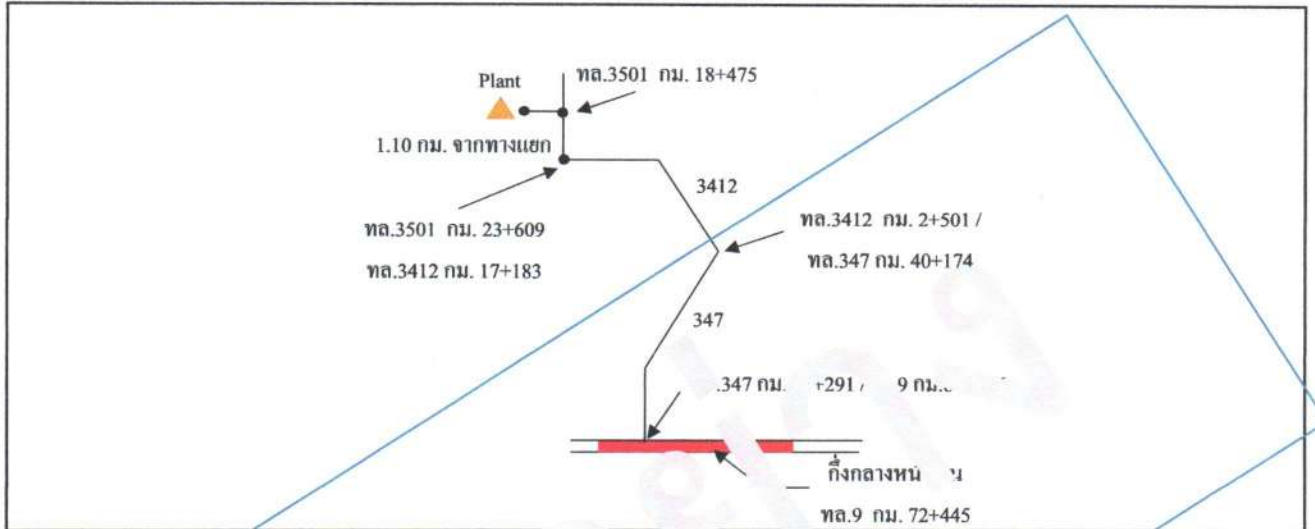 Plant
ทล.3501 กม. 18+475
1.10 กม. จากทางแยก
3412
ทล.3501 กม. 23+609
ทล.3412 กม. 17+183
ทล.3412 กม. 2+501 /
ทล.347 กม. 40+174
347
.347 กม. +291 / 9 กม.
กึ่งกลาง
ทล.9 กม. 72+445